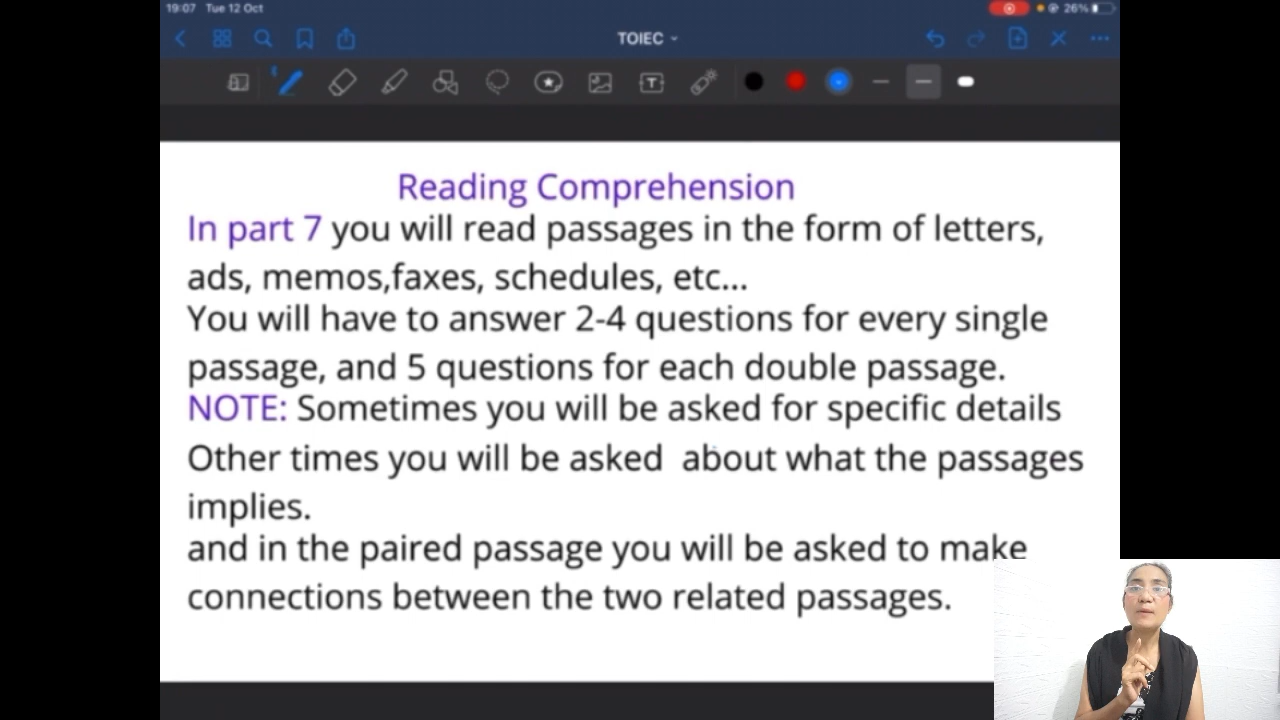 19:07 Tue 12 Oct
26%
TOIEC
T
Reading Comprehension
In part 7 you will read passages in the form of letters,
ads, memos,faxes, schedules, etc...
You will have to answer 2-4 questions for every single
passage, and 5 questions for each double passage.
NOTE: Sometimes you will be asked for specific details
Other times you will be asked  about what the passages
implies.
and in the paired passage you will be asked to make
connections between the two related passages.